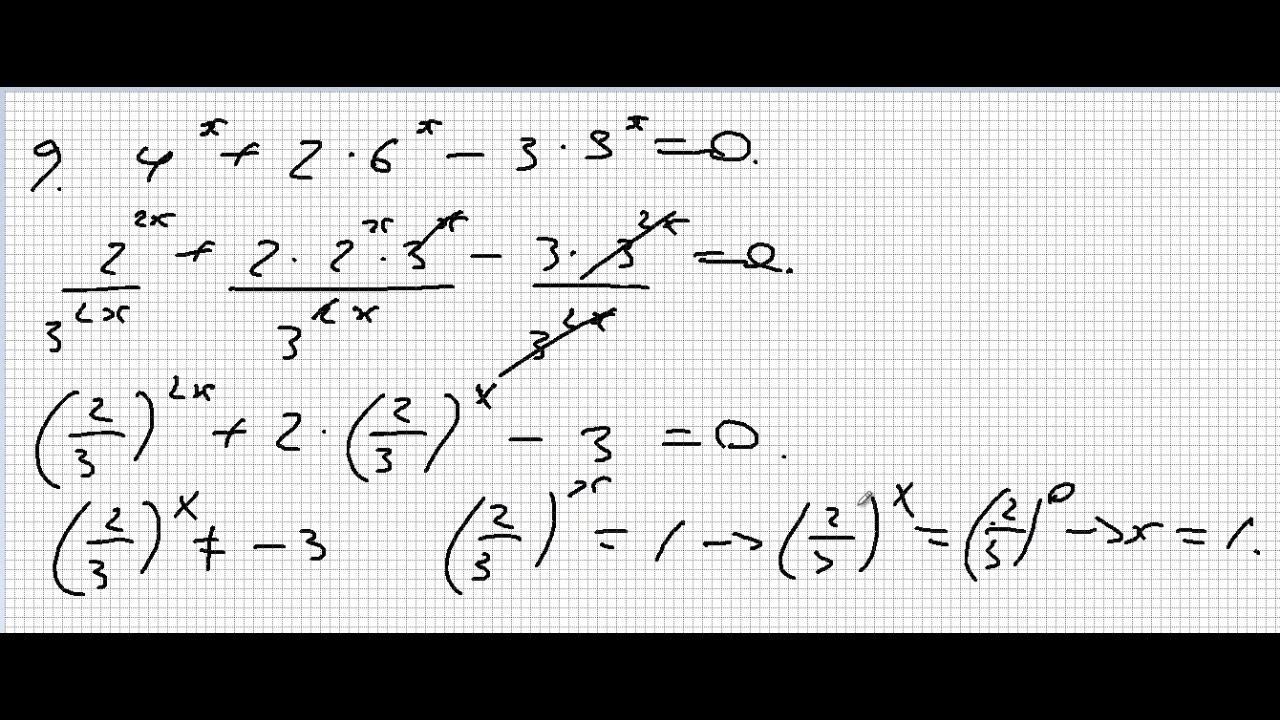 9. 4^x + 2 · 6^x - 3 · 9^x = 0.
2^{2x}/3^{2x} + 2 · 2^x · 3^x/3^{2x} - 3 · 3^{2x}/3^{2x} = 0.
(2/3)^{2x} + 2 · (2/3)^x - 3 = 0.
(2/3)^x ≠ -3 (2/3)^x = 1 -> (2/3)^x = (2/3)^0 -> x = 1.